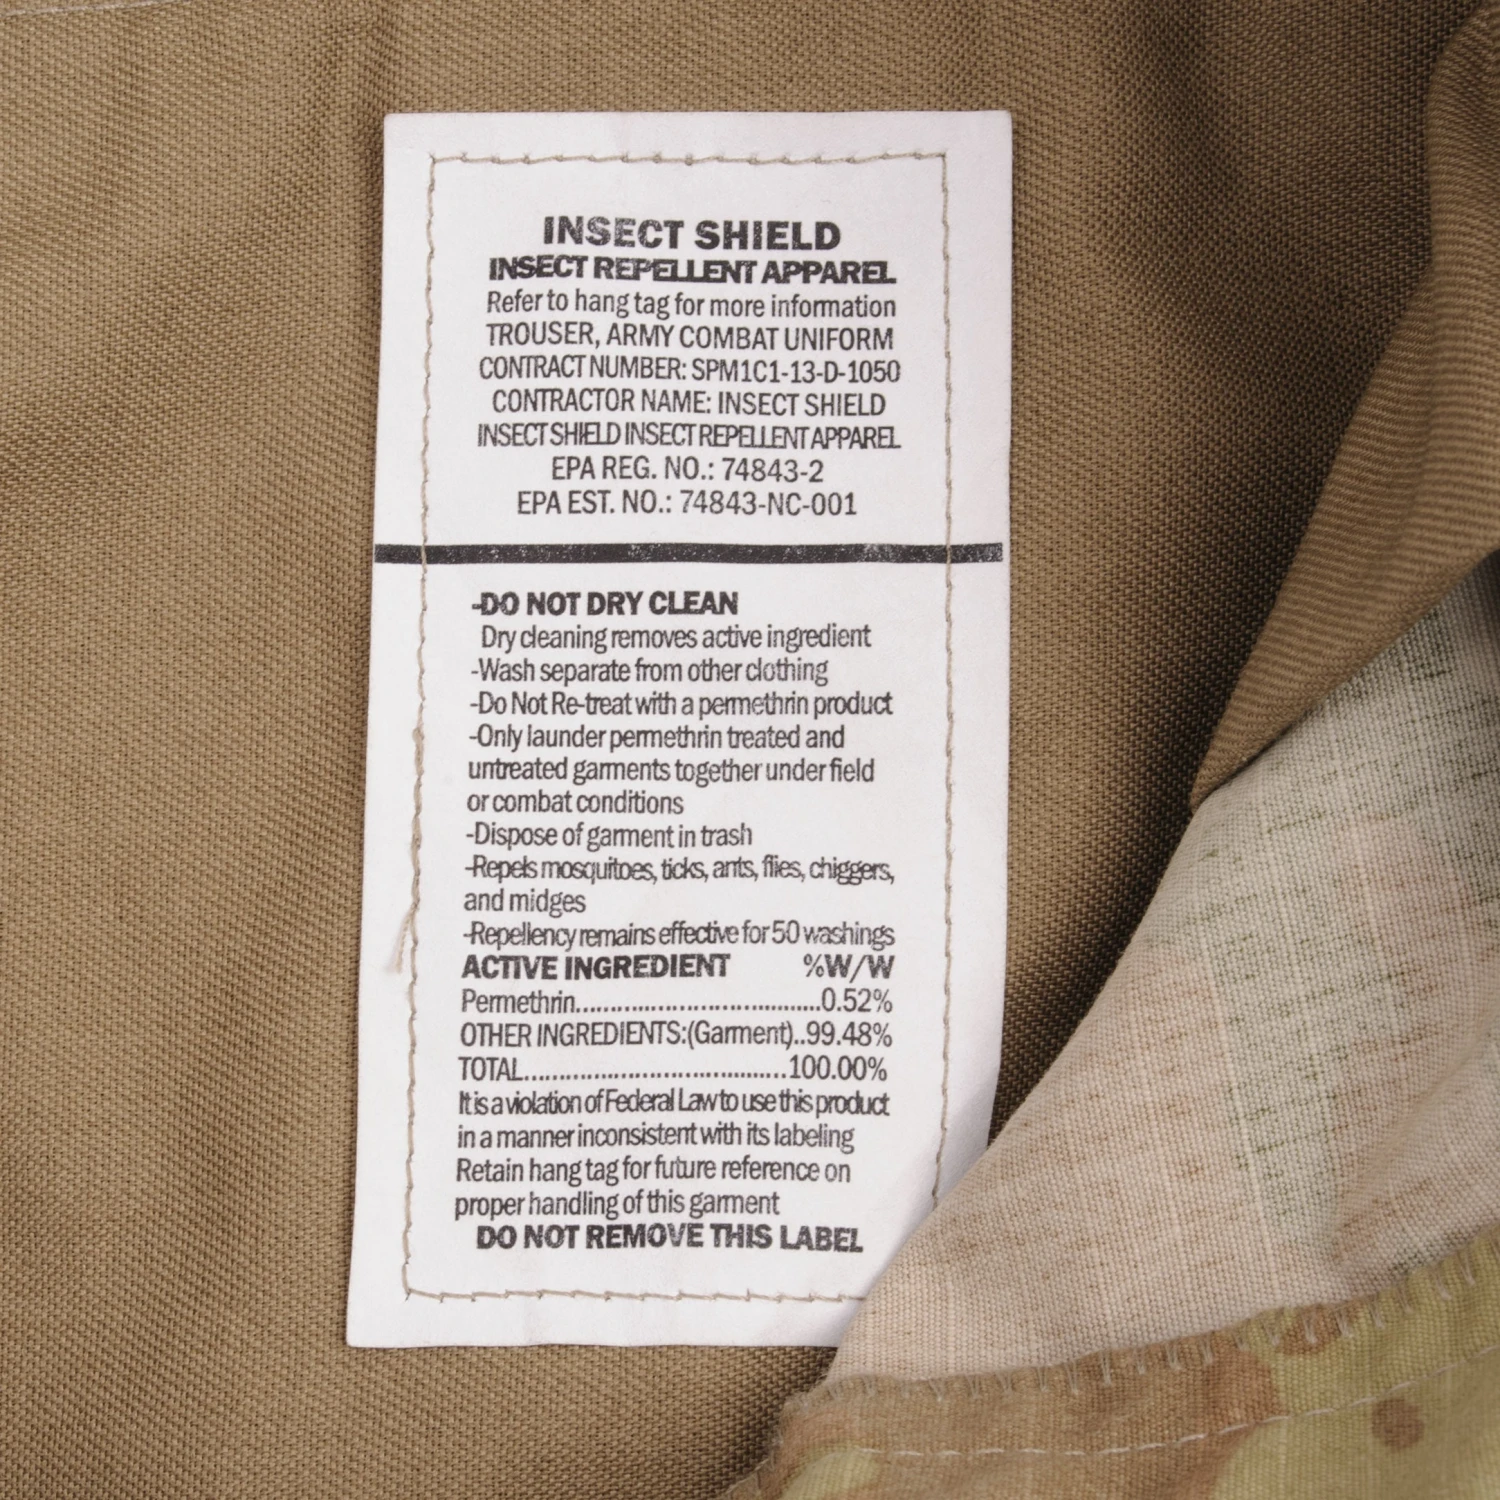 INSECT SHIELD
INSECT REPELLENT APPAREL
Refer to hang tag for more information
TROUSER, ARMY COMBAT UNIFORM
CONTRACT NUMBER: SPM1C1-13-D-1050
CONTRACTOR NAME: INSECT SHIELD
INSECT SHIELD INSECT REPELLENT APPAREL
EPA REG. NO.: 74843-2
EPA EST. NO.: 74843-NC-001
-DO NOT DRY CLEAN
Dry cleaning removes active ingredient
-Wash separate from other clothing
-Do Not Re-treat with a permethrin product
-Only launder permethrin treated and
untreated garments together under field
or combat conditions
-Dispose of garment in trash
-Repels mosquitoes, ticks, ants, flies, chiggers,
and midges
-Repellency remains effective for 50 washings
ACTIVE INGREDIENT %W/W
Permethrin....................................0.52%
OTHER INGREDIENTS:(Garment)..99.48%
TOTAL.......................................100.00%
It is a violation of Federal Law to use this product
in a manner inconsistent with its labeling
Retain hang tag for future reference on
proper handling of this garment
DO NOT REMOVE THIS LABEL